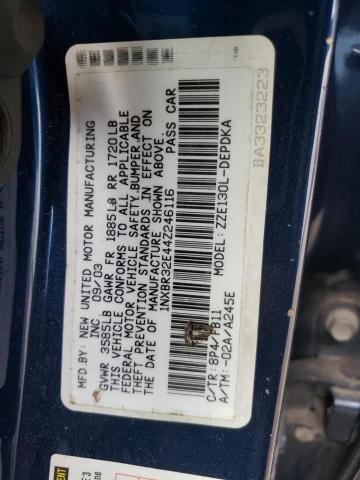 MFD.BY: NEW UNITED MOTOR MANUFACTURING
INC 09/03
GVWR 3585LB GAWR FR 1885LB RR 1720LB
THIS VEHICLE CONFORMS TO ALL APPLICABLE
FEDERAL MOTOR VEHICLE SAFETY,BUMPER,AND
THEFT PREVENTION STANDARDS IN EFFECT ON
THE DATE OF MANUFACTURE SHOWN ABOVE.
1NXBR32E44Z246116 PASS CAR
ZZE130L-DEPDKA
C/TR:8P4/FB11
A/TM:-02A/A245E
BA3323223